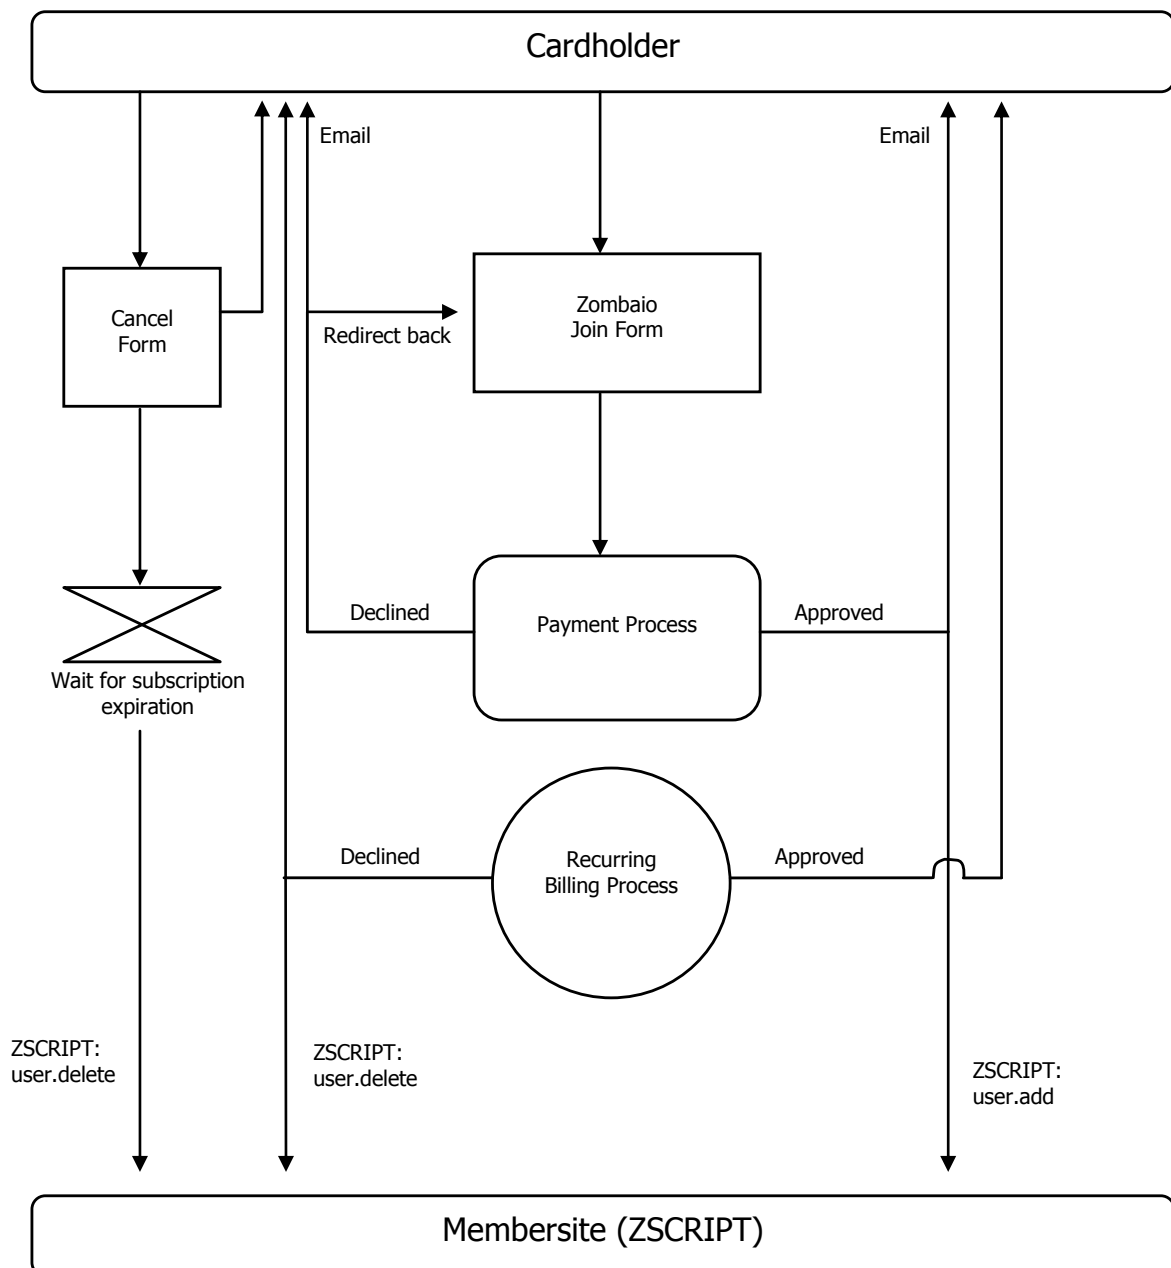 Cardholder
Email
Email
Cancel
Form
Redirect back
Zombaio
Join Form
Declined
Payment Process
Approved
Wait for subscription
expiration
Declined
Recurring
Billing Process
Approved
ZSCRIPT:
user.delete
ZSCRIPT:
user.delete
ZSCRIPT:
user.add
Membersite (ZSCRIPT)